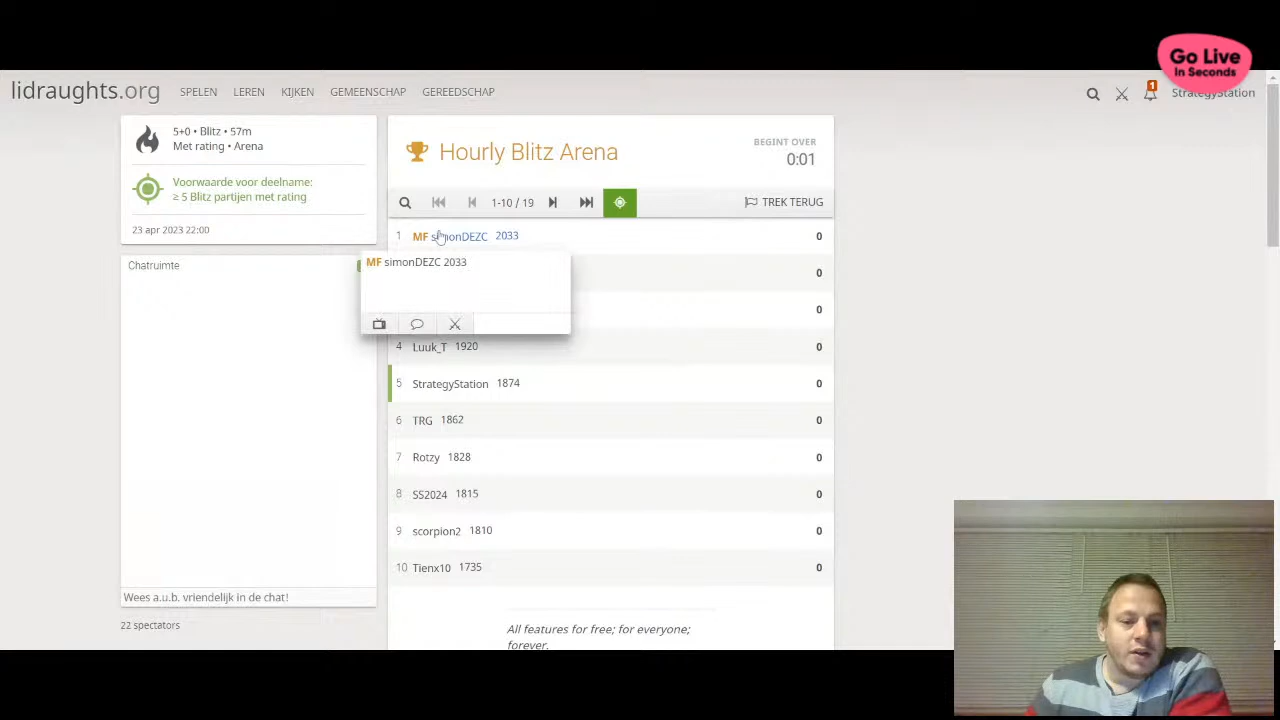 Go Live
In Seconds
lidraughts.org SPELEN LEREN KIJKEN GEMEENSCHAP GEREEDSCHAP 1 StrategyStation
5+0 • Blitz • 57m
Met rating • Arena
Voorwaarde voor deelname:
≥ 5 Blitz partijen met rating
23 apr 2023 22:00
Chatruimte
Wees a.u.b. vriendelijk in de chat!
22 spectators
Hourly Blitz Arena
BEGINT OVER
0:01
1-10 / 19 TREK TERUG
1 MF simonDEZC 2033 0
MF simonDEZC 2033
0
0
4 Luuk_T 1920 0
5 StrategyStation 1874 0
6 TRG 1862 0
7 Rotzy 1828 0
8 SS2024 1815 0
9 scorpion2 1810 0
10 Tienx10 1735 0
All features for free; for everyone;
forever.